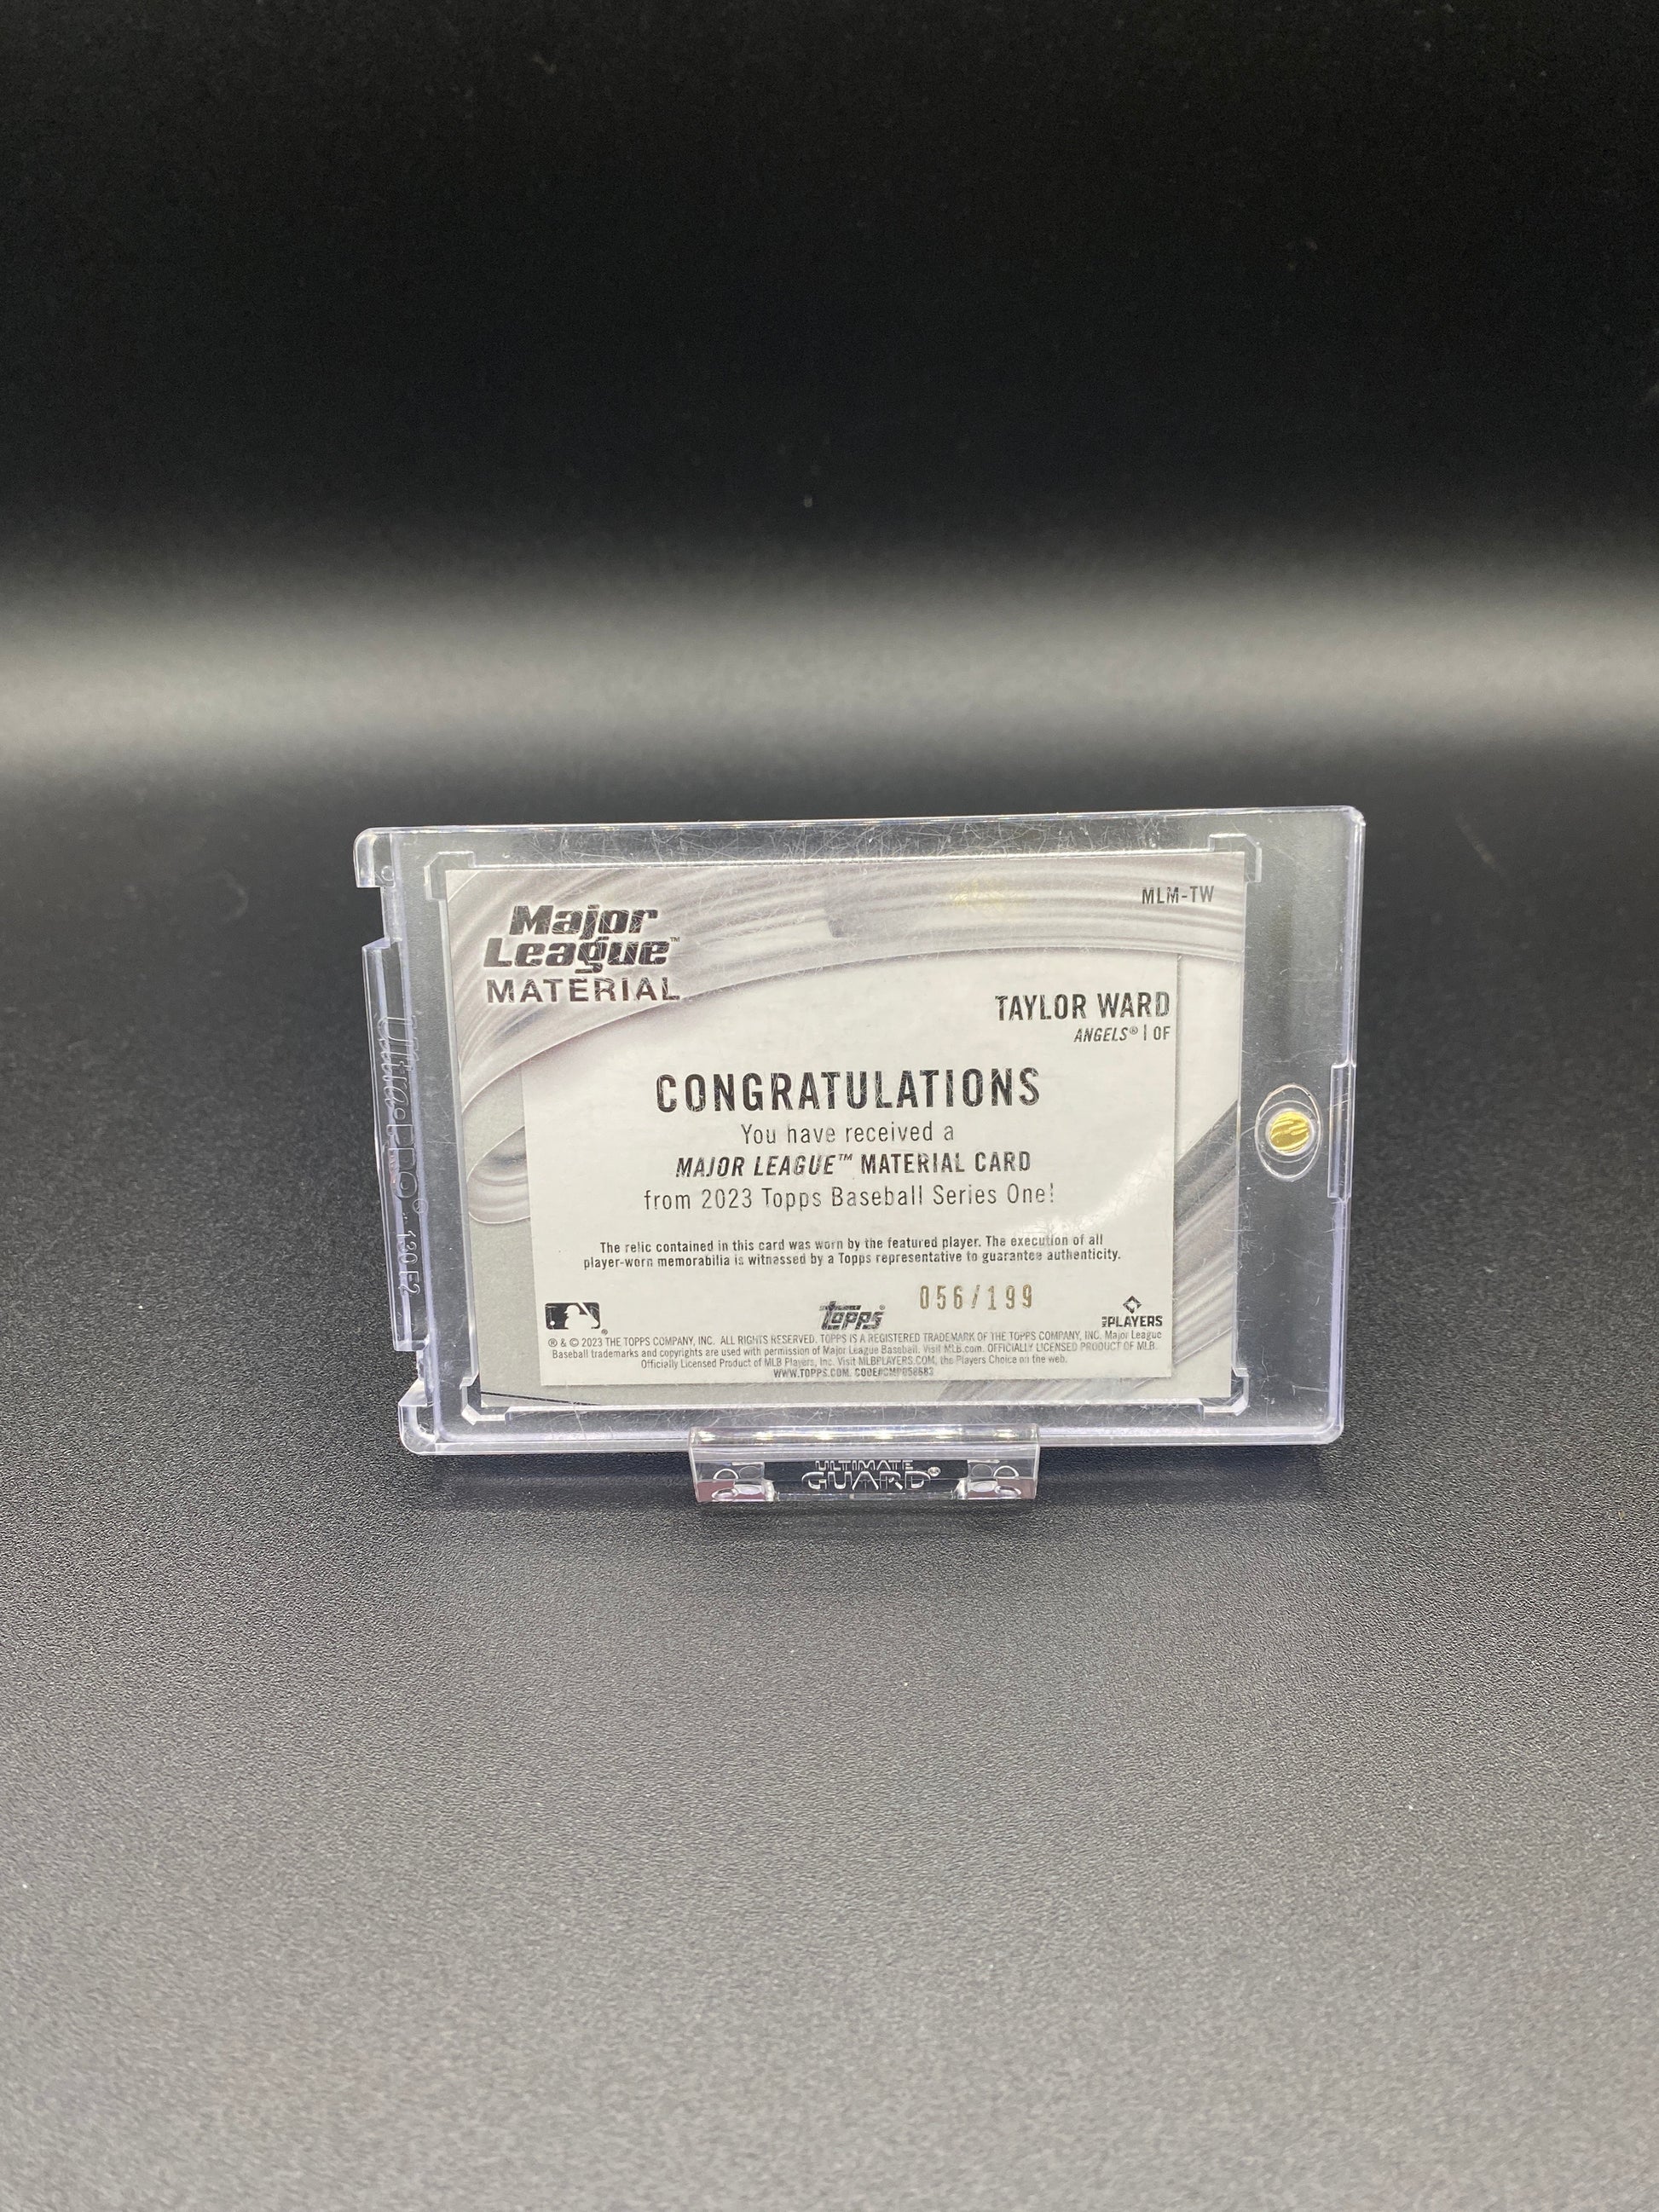 MLM-TW
Major
League™
MATERIAL
TAYLOR WARD
ANGELS® | OF
CONGRATULATIONS
You have received a
MAJOR LEAGUE™ MATERIAL CARD
from 2023 Topps Baseball Series One!
The relic contained in this card was worn by the featured player. The execution of all
player-worn memorabilia is witnessed by a Topps representative to guarantee authenticity.
056/199
topps®
PLAYERS
® & © 2023 THE TOPPS COMPANY, INC. ALL RIGHTS RESERVED. TOPPS IS A REGISTERED TRADEMARK OF THE TOPPS COMPANY, INC. Major League
Baseball trademarks and copyrights are used with permission of Major League Baseball. Visit MLB.com. OFFICIALLY LICENSED PRODUCT OF MLB.
Officially Licensed Product of MLB Players, Inc. Visit MLBPLAYERS.COM, the Players Choice on the web.
WWW.TOPPS.COM.
Ultra•PRO® 130 PT
ULTIMATE
GUARD®